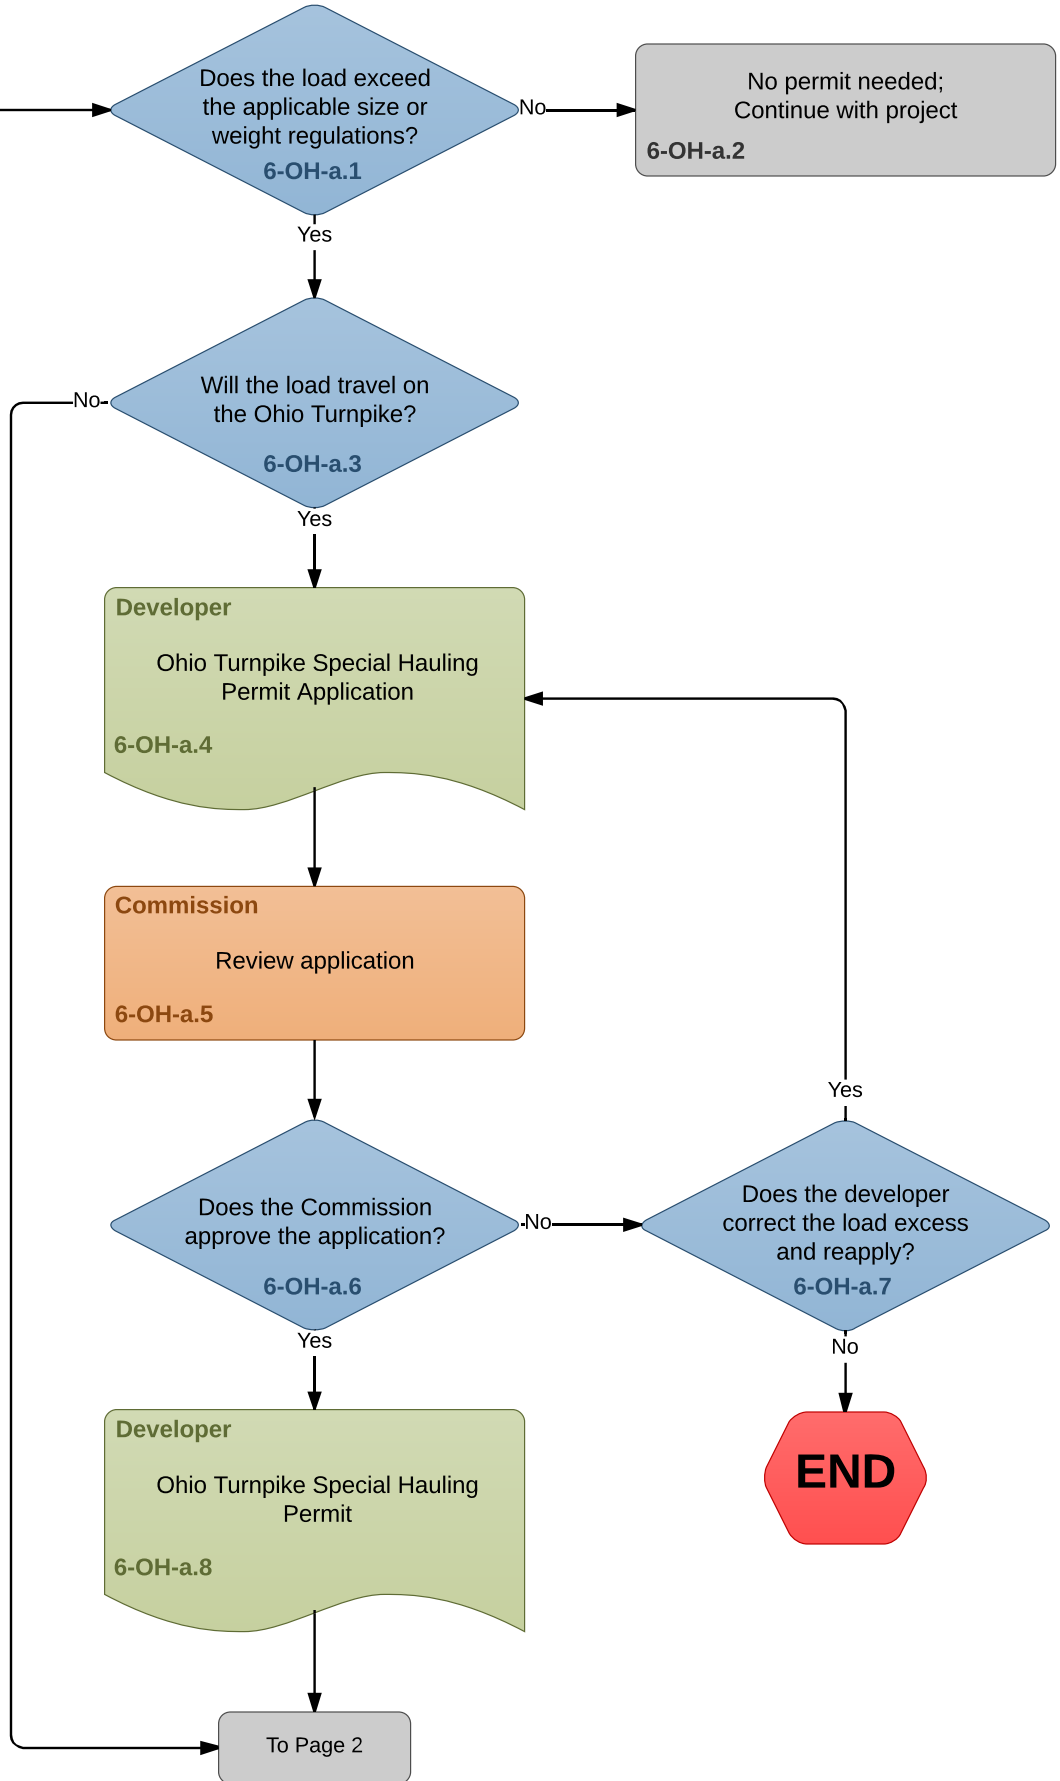 Does the load exceed
the applicable size or
weight regulations?
6-OH-a.1
No
No permit needed;
Continue with project
6-OH-a.2
Yes
Will the load travel on
the Ohio Turnpike?
6-OH-a.3
No
Yes
Developer
Ohio Turnpike Special Hauling
Permit Application
6-OH-a.4
Commission
Review application
6-OH-a.5
Does the Commission
approve the application?
6-OH-a.6
No
Yes
Does the developer
correct the load excess
and reapply?
6-OH-a.7
Yes
No
END
Developer
Ohio Turnpike Special Hauling
Permit
6-OH-a.8
To Page 2